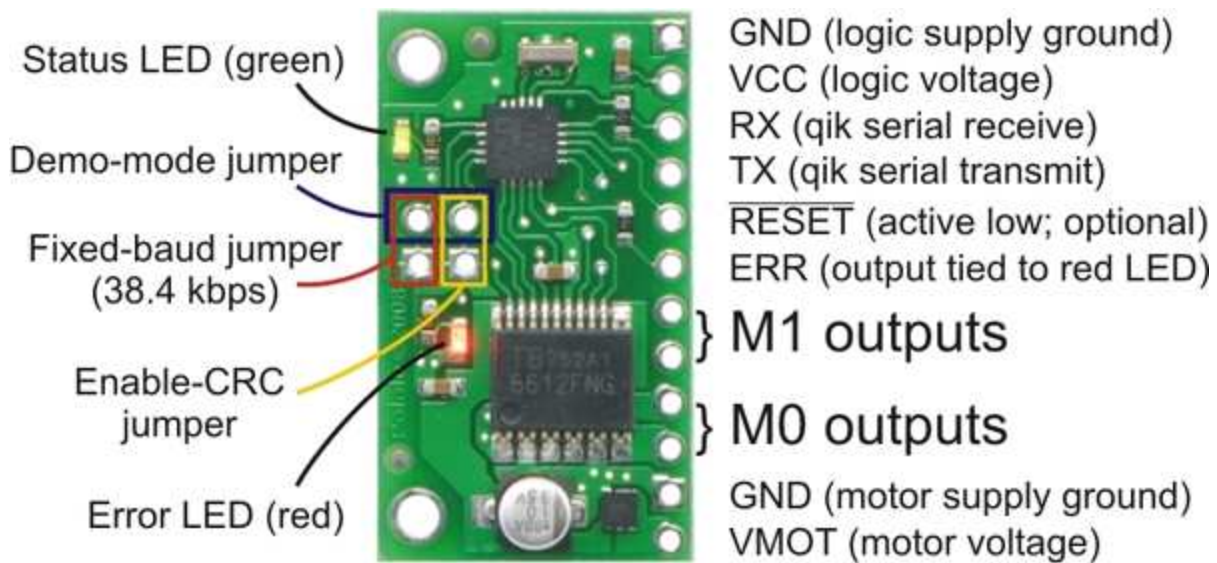 Status LED (green)
Demo-mode jumper
Fixed-baud jumper
(38.4 kbps)
Enable-CRC
jumper
Error LED (red)
GND (logic supply ground)
VCC (logic voltage)
RX (qik serial receive)
TX (qik serial transmit)
RESET (active low; optional)
ERR (output tied to red LED)
} M1 outputs
} M0 outputs
GND (motor supply ground)
VMOT (motor voltage)
6612FNG